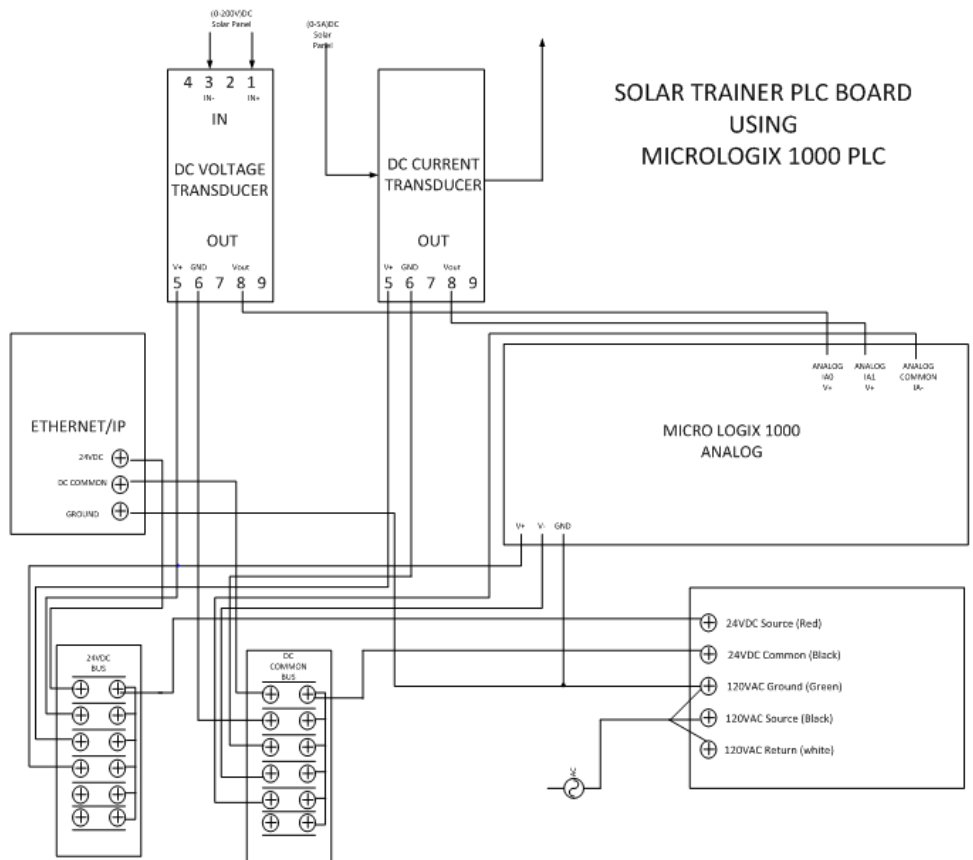 (0-200V)DC
Solar Panel
(0-5A)DC
Solar
Panel
SOLAR TRAINER PLC BOARD
USING
MICROLOGIX 1000 PLC
4 3 2 1
IN- IN+
IN
DC VOLTAGE
TRANSDUCER
OUT
V+ GND Vout
5 6 7 8 9
DC CURRENT
TRANSDUCER
OUT
V+ GND Vout
5 6 7 8 9
ETHERNET/IP
24VDC
DC COMMON
GROUND
ANALOG
IA0
V+
ANALOG
IA1
V+
ANALOG
COMMON
IA-
MICRO LOGIX 1000
ANALOG
V+ V- GND
24VDC
BUS
DC
COMMON
BUS
24VDC Source (Red)
24VDC Common (Black)
120VAC Ground (Green)
120VAC Source (Black)
120VAC Return (white)
AC